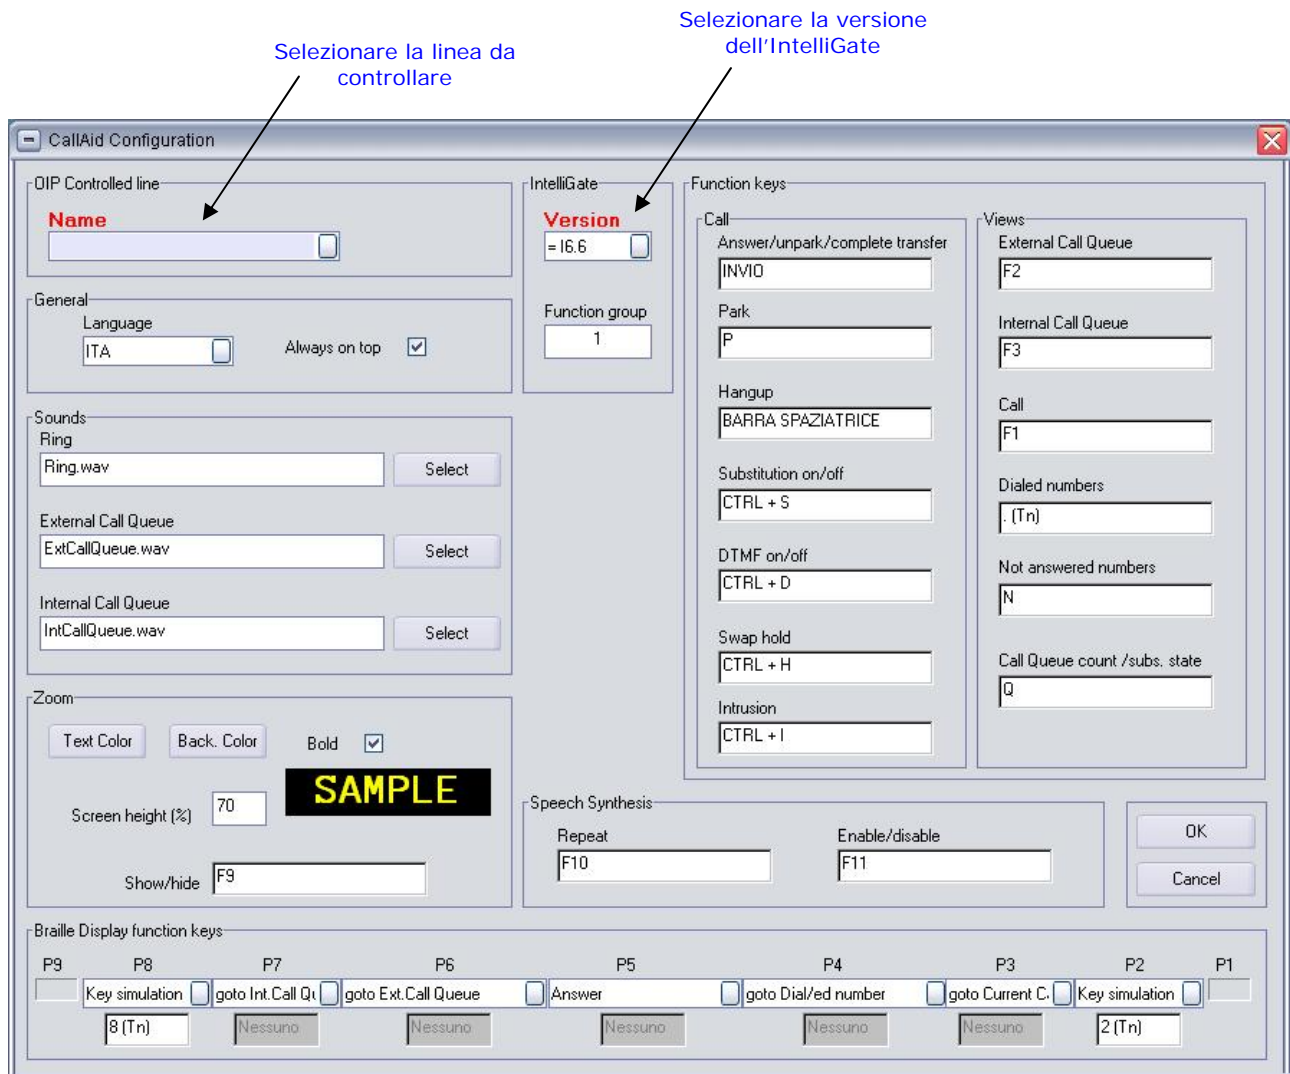 Selezionare la versione
dell'IntelliGate
Selezionare la linea da
controllare
CallAid Configuration
OIP Controlled line
Name
IntelliGate
Version
= I6.6
Function group
1
General
Language
ITA
Always on top
Sounds
Ring
Ring.wav
Select
External Call Queue
ExtCallQueue.wav
Select
Internal Call Queue
IntCallQueue.wav
Select
Zoom
Text Color
Back. Color
Bold
SAMPLE
Screen height (%)
70
Show/hide
F9
Function keys
Call
Answer/unpark/complete transfer
INVIO
Park
P
Hangup
BARRA SPAZIATRICE
Substitution on/off
CTRL + S
DTMF on/off
CTRL + D
Swap hold
CTRL + H
Intrusion
CTRL + I
Views
External Call Queue
F2
Internal Call Queue
F3
Call
F1
Dialed numbers
. (Tn)
Not answered numbers
N
Call Queue count /subs. state
Q
Speech Synthesis
Repeat
F10
Enable/disable
F11
OK
Cancel
Braille Display function keys
P9 P8 P7 P6 P5 P4 P3 P2 P1
Key simulation goto Int.Call Qu goto Ext.Call Queue Answer goto Dial/ed number goto Current C. Key simulation
8 (Tn) Nessuno Nessuno Nessuno Nessuno Nessuno 2 (Tn)